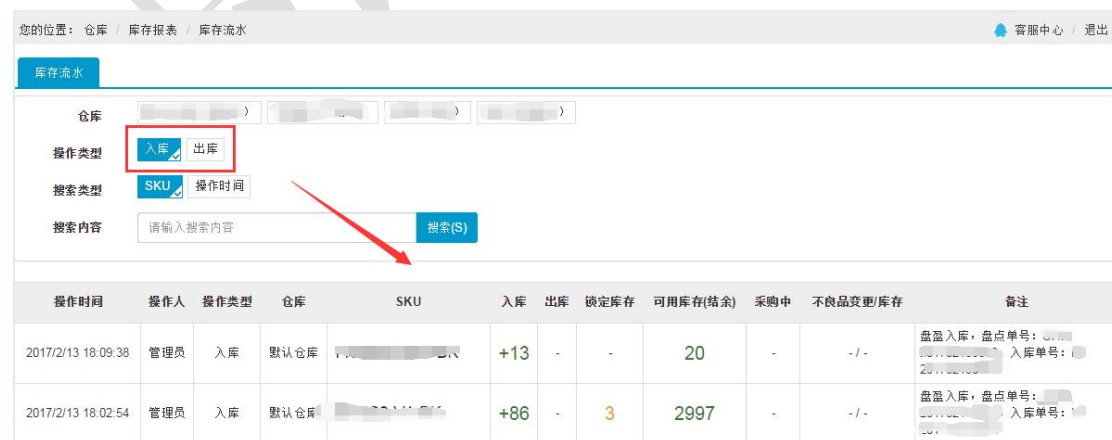 您的位置： 仓库 / 库存报表 / 库存流水
客服中心 / 退出
库存流水
仓库
操作类型 入库 出库
搜索类型 SKU 操作时间
搜索内容 请输入搜索内容 搜索(S)
操作时间 操作人 操作类型 仓库 SKU 入库 出库 锁定库存 可用库存(结余) 采购中 不良品变更/库存 备注
盘盈入库，盘点单号：
2017/2/13 18:09:38 管理员 入库 默认仓库 +13 - - 20 - - / - 入库单号：
盘盈入库，盘点单号：
2017/2/13 18:02:54 管理员 入库 默认仓库 +86 - 3 2997 - - / - 入库单号：